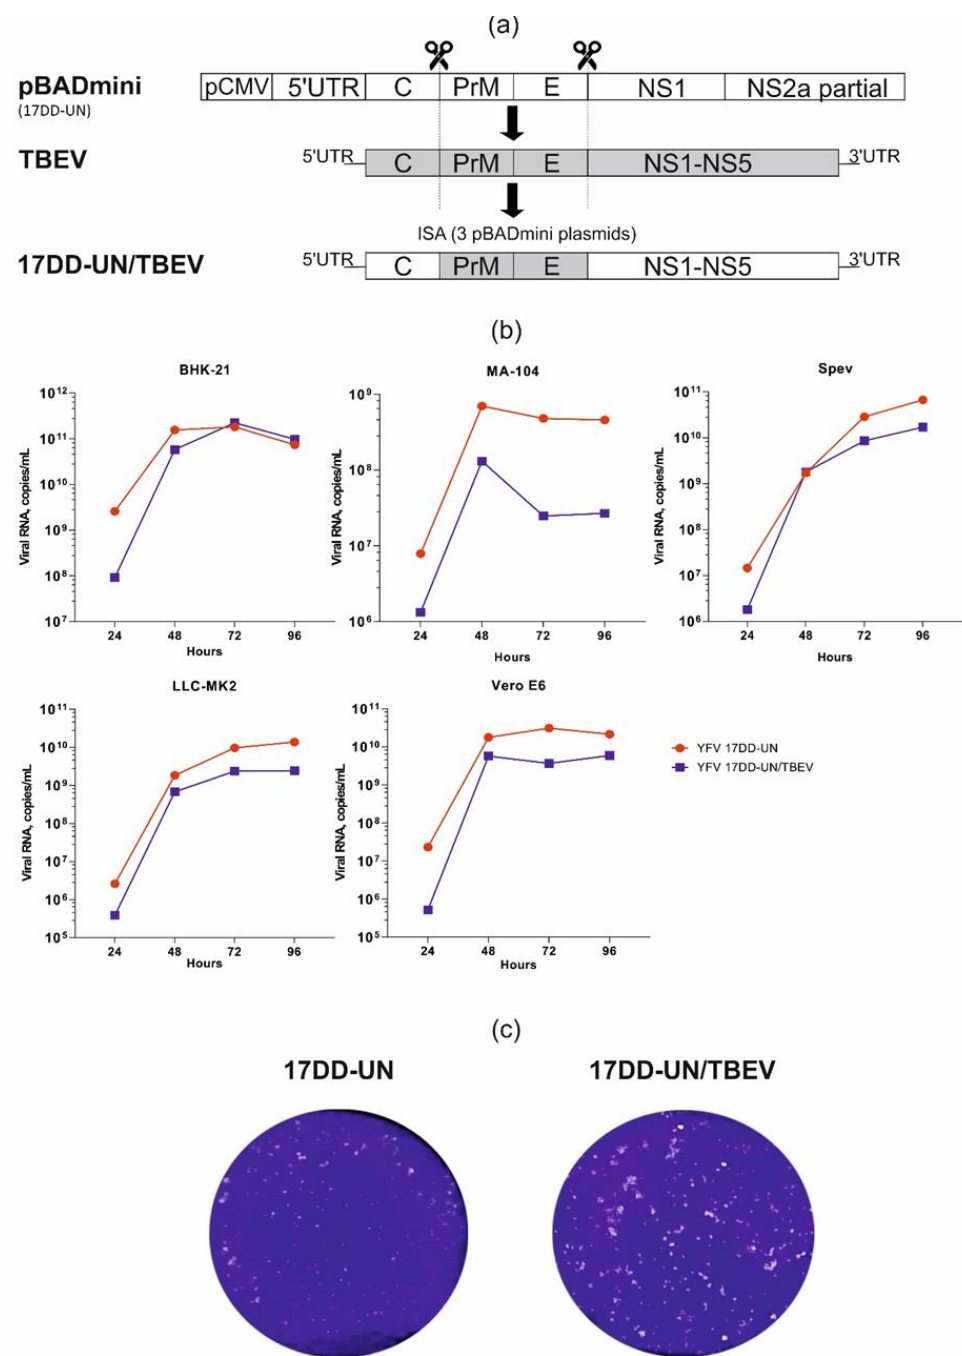 (a)
pBADmini
(17DD-UN)
pCMV 5'UTR C PrM E NS1 NS2a partial
TBEV
5'UTR C PrM E NS1-NS5 3'UTR
ISA (3 pBADmini plasmids)
17DD-UN/TBEV
5'UTR C PrM E NS1-NS5 3'UTR
(b)
BHK-21
Viral RNA, copies/mL
10¹²
10¹¹
10¹⁰
10⁹
10⁸
10⁷
24 48 72 96
Hours
MA-104
Viral RNA, copies/mL
10⁹
10⁸
10⁷
10⁶
24 48 72 96
Hours
Spev
Viral RNA, copies/mL
10¹¹
10¹⁰
10⁹
10⁸
10⁷
10⁶
24 48 72 96
Hours
LLC-MK2
Viral RNA, copies/mL
10¹¹
10¹⁰
10⁹
10⁸
10⁷
10⁶
10⁵
24 48 72 96
Hours
Vero E6
Viral RNA, copies/mL
10¹¹
10¹⁰
10⁹
10⁸
10⁷
10⁶
10⁵
24 48 72 96
Hours
YFV 17DD-UN
YFV 17DD-UN/TBEV
(c)
17DD-UN 17DD-UN/TBEV